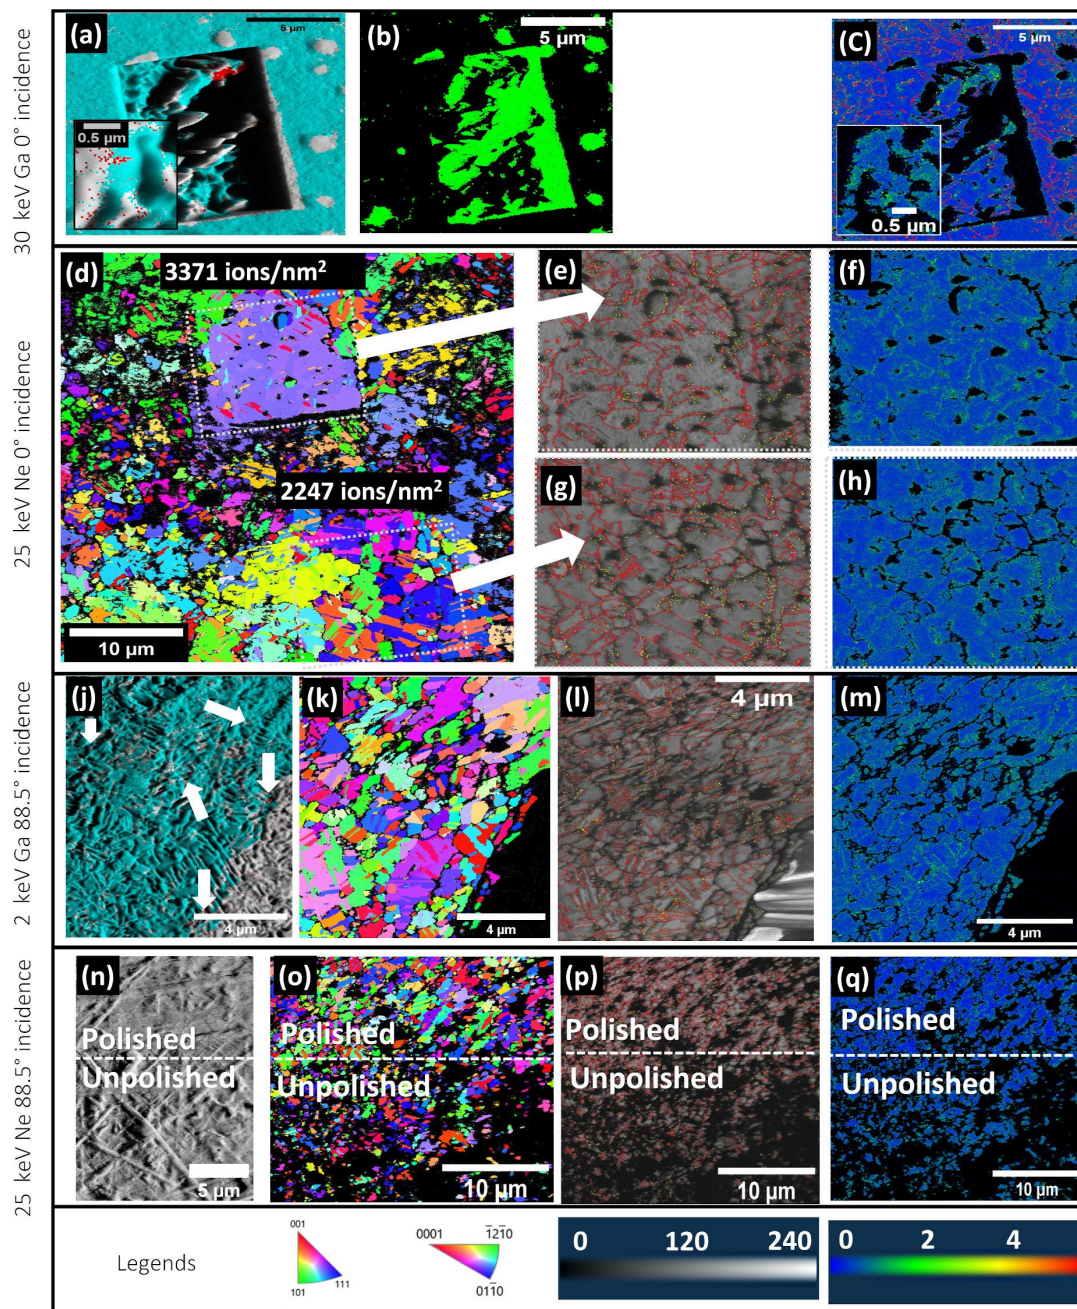 30 keV Ga 0° incidence
(a)
5 µm
0.5 µm
(b)
5 µm
(C)
5 µm
0.5 µm
25 keV Ne 0° incidence
(d)
3371 ions/nm²
2247 ions/nm²
10 µm
(e)
(f)
(g)
(h)
2 keV Ga 88.5° incidence
(j)
4 µm
(k)
4 µm
(l)
4 µm
(m)
4 µm
25 keV Ne 88.5° incidence
(n)
Polished
Unpolished
5 µm
(o)
Polished
Unpolished
10 µm
(p)
Polished
Unpolished
10 µm
(q)
Polished
Unpolished
10 µm
Legends
001
101
111
0001
1̅21̅0
011̅0
0 120 240
0 2 4